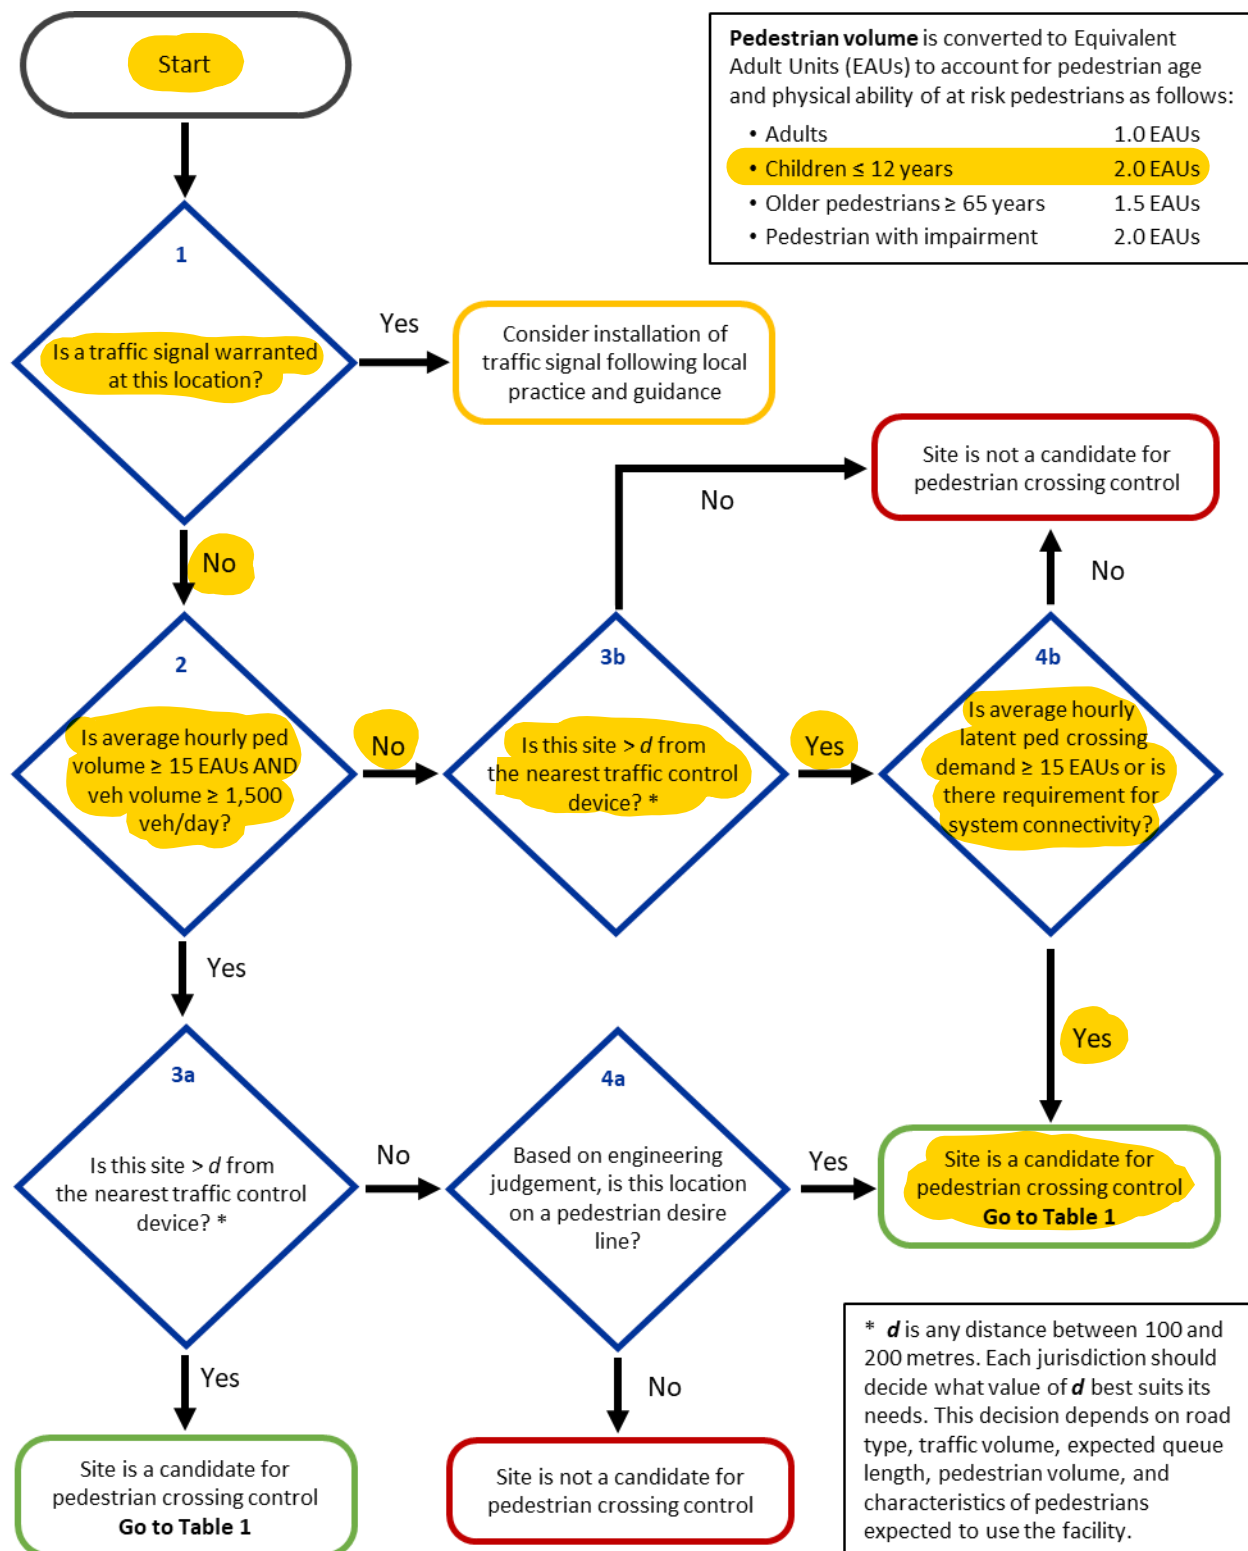 Start
Pedestrian volume is converted to Equivalent
Adult Units (EAUs) to account for pedestrian age
and physical ability of at risk pedestrians as follows:
• Adults 1.0 EAUs
• Children ≤ 12 years 2.0 EAUs
• Older pedestrians ≥ 65 years 1.5 EAUs
• Pedestrian with impairment 2.0 EAUs
1
Is a traffic signal warranted
at this location?
Yes
Consider installation of
traffic signal following local
practice and guidance
No
Site is not a candidate for
pedestrian crossing control
No
No
2
Is average hourly ped
volume ≥ 15 EAUs AND
veh volume ≥ 1,500
veh/day?
No
3b
Is this site > d from
the nearest traffic control
device? *
Yes
4b
Is average hourly
latent ped crossing
demand ≥ 15 EAUs or is
there requirement for
system connectivity?
Yes
Yes
3a
Is this site > d from
the nearest traffic control
device? *
No
4a
Based on engineering
judgement, is this location
on a pedestrian desire
line?
Yes
Site is a candidate for
pedestrian crossing control
Go to Table 1
Yes
No
Site is a candidate for
pedestrian crossing control
Go to Table 1
Site is not a candidate for
pedestrian crossing control
* d is any distance between 100 and
200 metres. Each jurisdiction should
decide what value of d best suits its
needs. This decision depends on road
type, traffic volume, expected queue
length, pedestrian volume, and
characteristics of pedestrians
expected to use the facility.